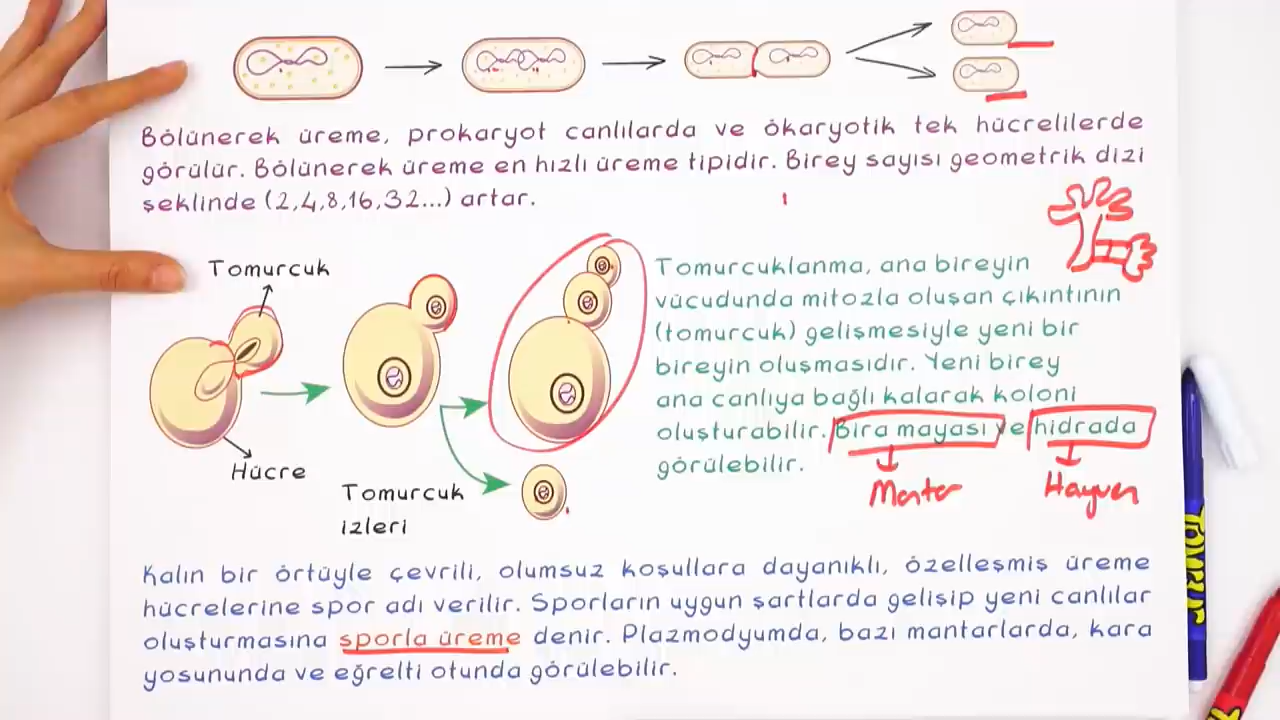 Bölünerek üreme, prokaryot canlılarda ve ökaryotik tek hücrelilerde
görülür. Bölünerek üreme en hızlı üreme tipidir. Birey sayısı geometrik dizi
şeklinde (2,4,8,16,32...) artar.
Tomurcuk
Hücre
Tomurcuk
izleri
Tomurcuklanma, ana bireyin
vücudunda mitozla oluşan çıkıntının
(tomurcuk) gelişmesiyle yeni bir
bireyin oluşmasıdır. Yeni birey
ana canlıya bağlı kalarak koloni
oluşturabilir. Bira mayası ve hidrada
görülebilir.
Mantar
Hayvan
Kalın bir örtüyle çevrili, olumsuz koşullara dayanıklı, özelleşmiş üreme
hücrelerine spor adı verilir. Sporların uygun şartlarda gelişip yeni canlılar
oluşturmasına sporla üreme denir. Plazmodyumda, bazı mantarlarda, kara
yosununda ve eğrelti otunda görülebilir.